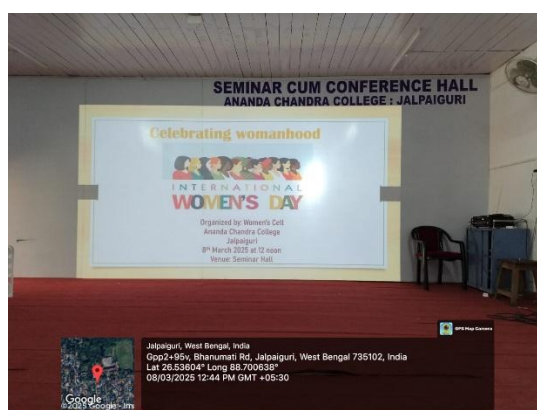 SEMINAR CUM CONFERENCE HALL
ANANDA CHANDRA COLLEGE : JALPAIGURI
Celebrating womanhood
INTERNATIONAL
WOMEN'S DAY
Organized by: Women's Cell
Ananda Chandra College
Jalpaiguri
8th March 2025 at 12 noon
Venue: Seminar Hall
GPS Map Camera
Jalpaiguri, West Bengal, India
Gpp2+95v, Bhanumati Rd, Jalpaiguri, West Bengal 735102, India
Lat 26.53604° Long 88.700638°
08/03/2025 12:44 PM GMT +05:30
Google
©2025 Google